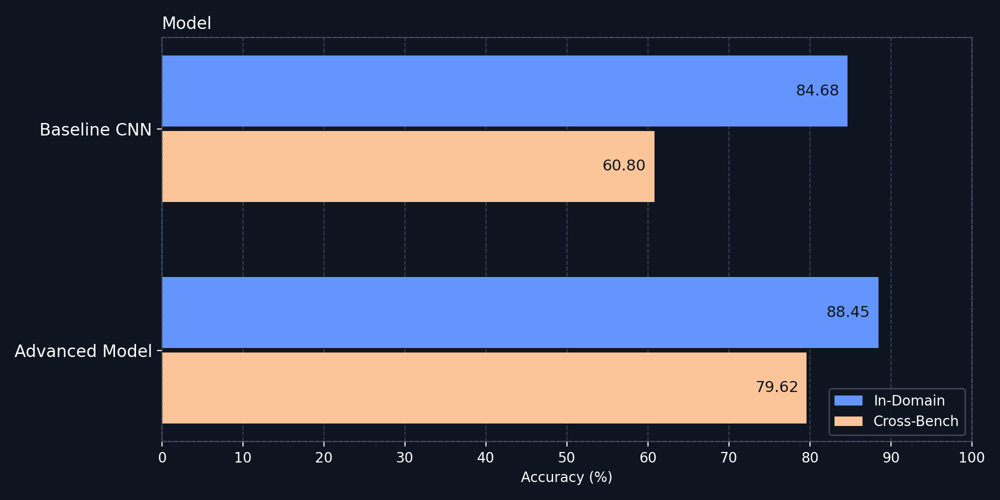 Model
Baseline CNN
84.68
60.80
Advanced Model
88.45
79.62
In-Domain
Cross-Bench
0 10 20 30 40 50 60 70 80 90 100
Accuracy (%)